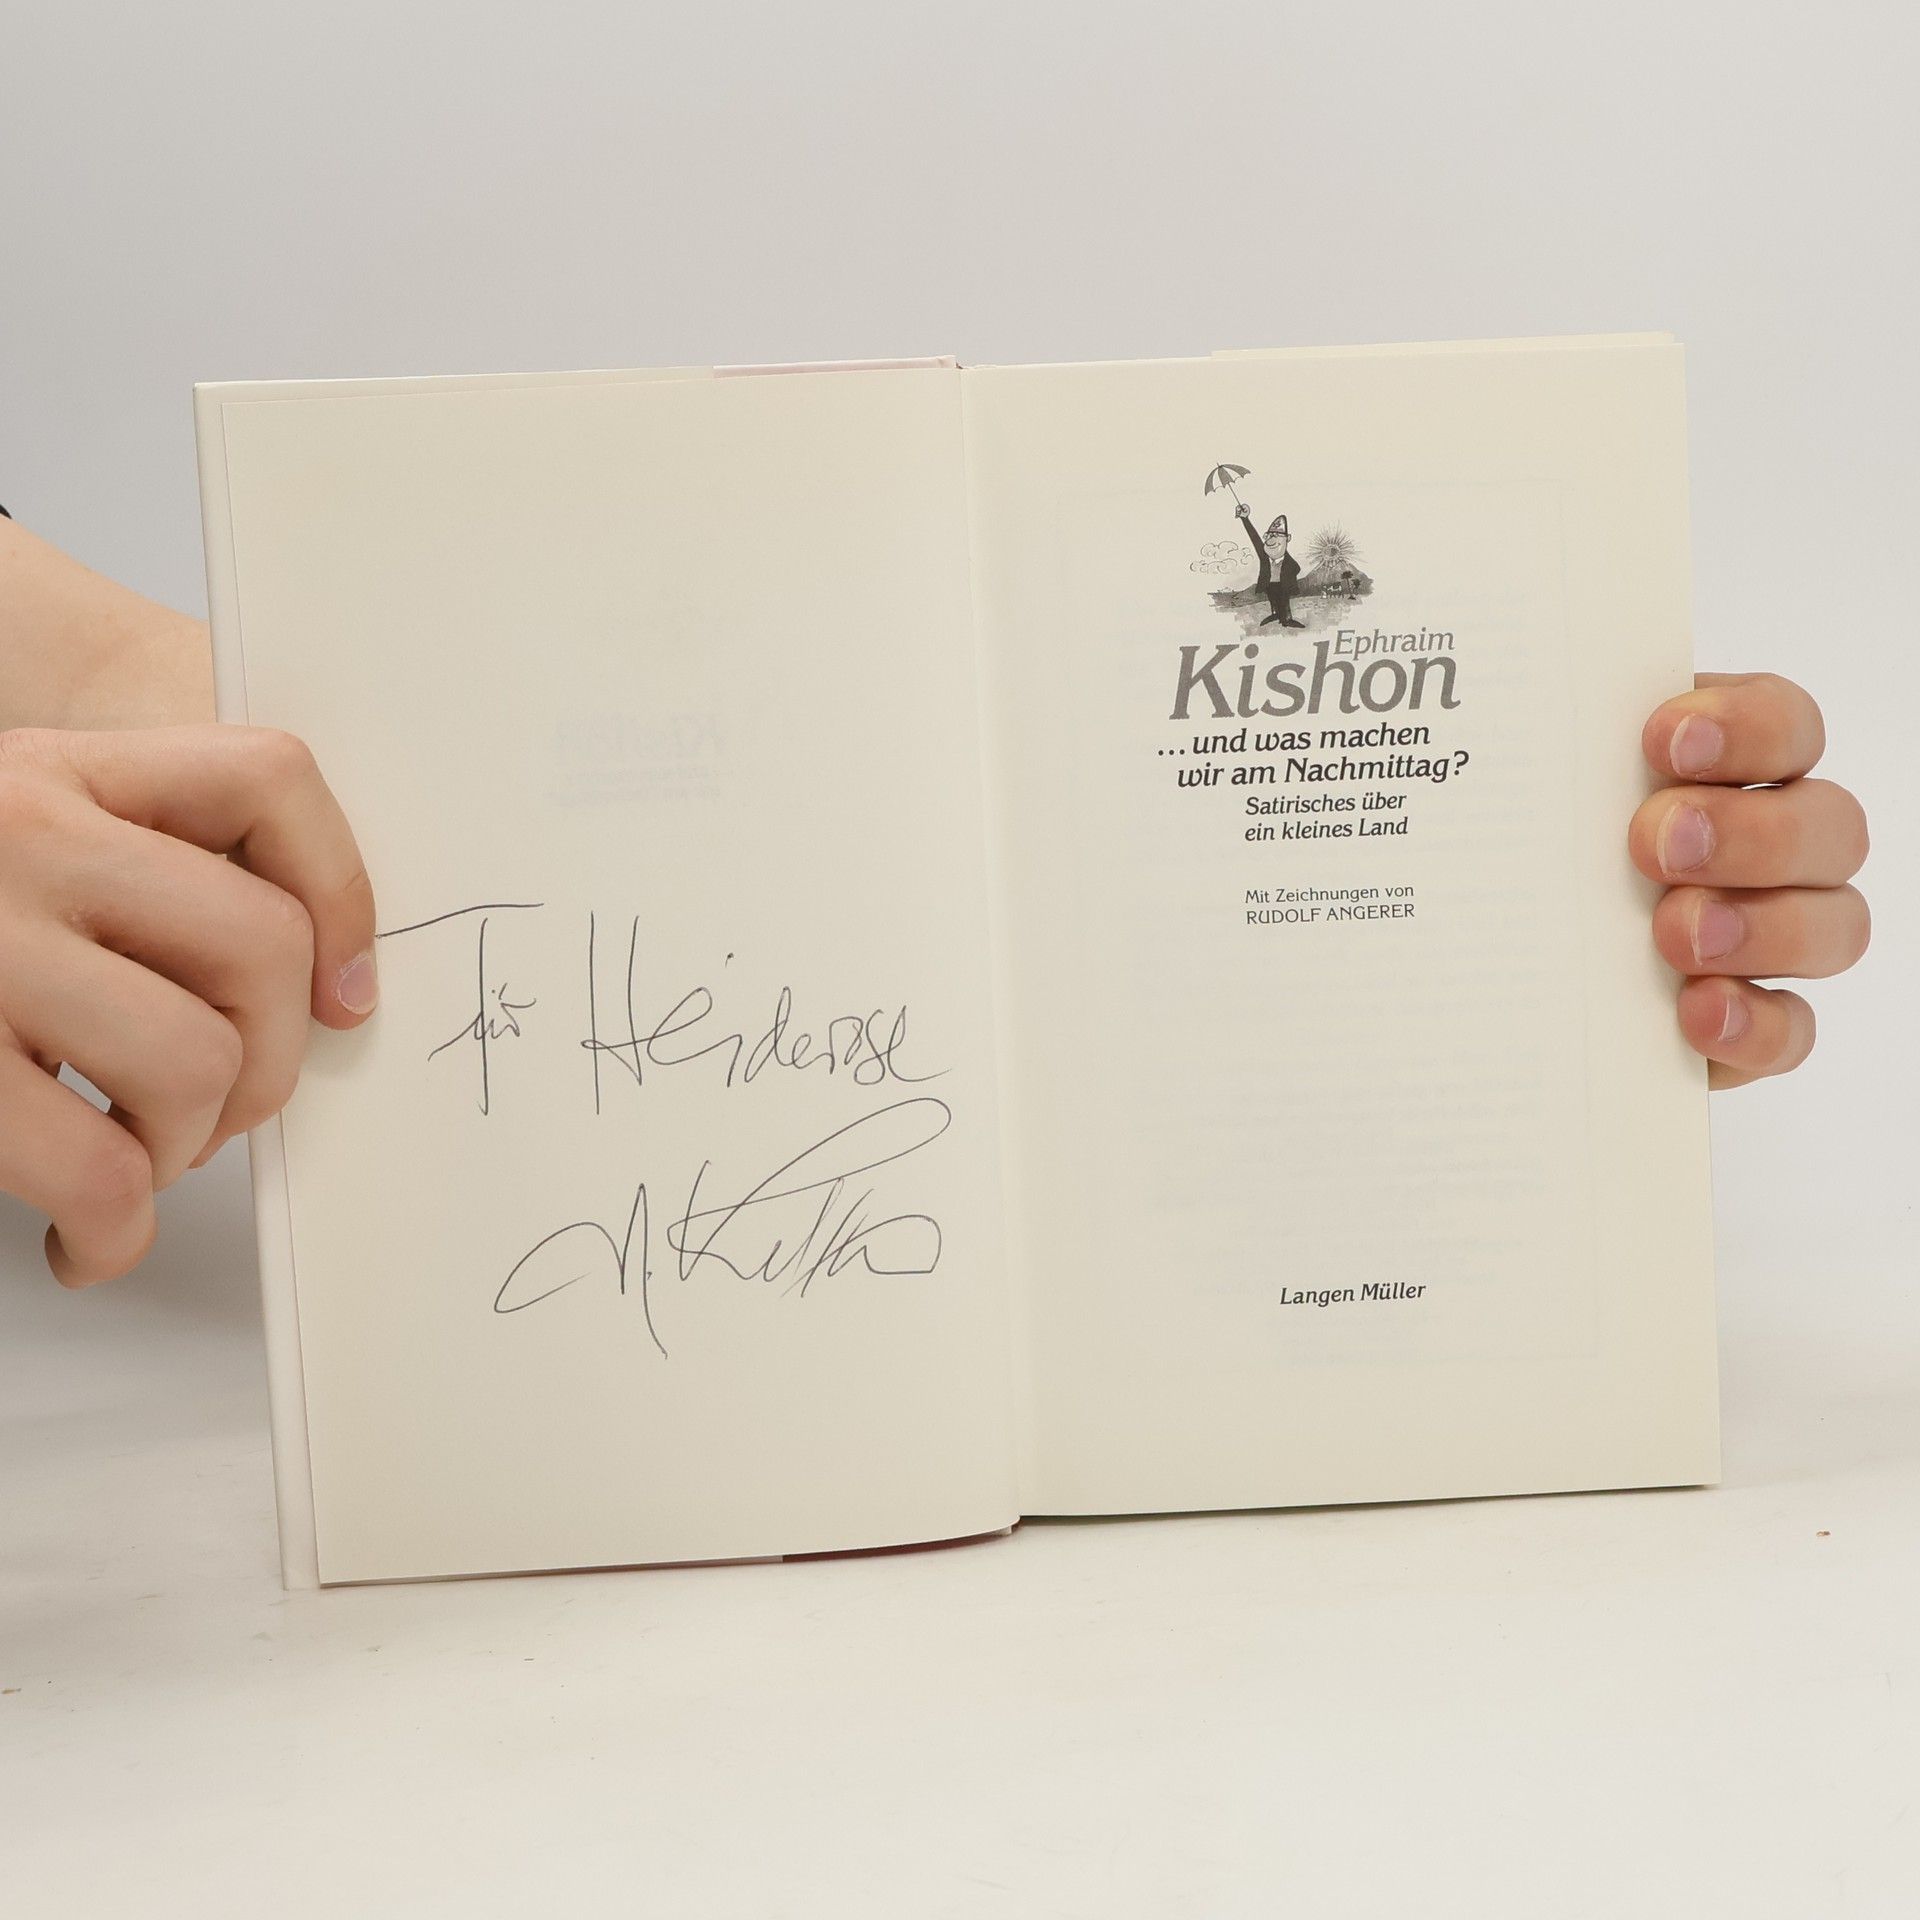 Für Heiderose
Ephraim
Kishon
...und was machen
wir am Nachmittag?
Satirisches über
ein kleines Land
Mit Zeichnungen von
RUDOLF ANGERER
Langen Müller